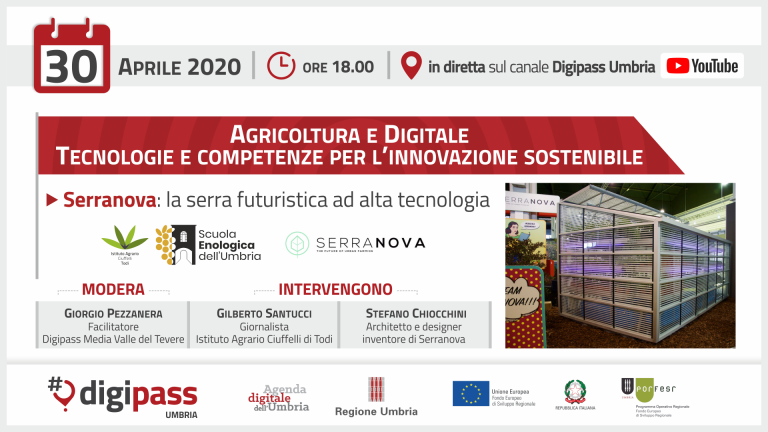 30 APRILE 2020 ORE 18.00 in diretta sul canale Digipass Umbria YouTube
AGRICOLTURA E DIGITALE
TECNOLOGIE E COMPETENZE PER L'INNOVAZIONE SOSTENIBILE
Serranova: la serra futuristica ad alta tecnologia
Istituto Agrario
Ciuffelli
Todi
Scuola
Enologica
dell'Umbria
SERRANOVA
THE FUTURE OF URBAN FARMING
SERRANOVA
MODERA
INTERVENGONO
GIORGIO PEZZANERA
Facilitatore
Digipass Media Valle del Tevere
GILBERTO SANTUCCI
Giornalista
Istituto Agrario Ciuffelli di Todi
STEFANO CHIOCCHINI
Architetto e designer
inventore di Serranova
#digipass
UMBRIA
Agenda
digitale
dell'Umbria
Regione Umbria
Unione Europea
Fondo Europeo
di Sviluppo Regionale
REPUBBLICA ITALIANA
porfesr
Programma Operativo Regionale
Fondo Europeo
di Sviluppo Regionale